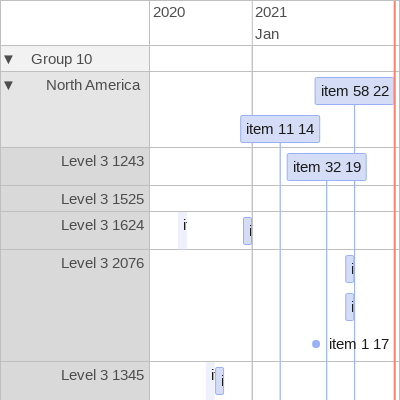 2020
2021
Jan
▼ Group 10
▼ North America
item 58 22
item 11 14
Level 3 1243
item 32 19
Level 3 1525
Level 3 1624
Level 3 2076
item 1 17
Level 3 1345